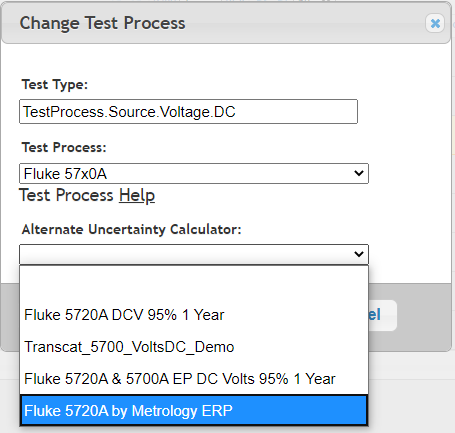 Change Test Process
Test Type:
TestProcess.Source.Voltage.DC
Test Process:
Fluke 57x0A
Test Process Help
Alternate Uncertainty Calculator:
Fluke 5720A DCV 95% 1 Year
Transcat_5700_VoltsDC_Demo
Fluke 5720A & 5700A EP DC Volts 95% 1 Year
Fluke 5720A by Metrology ERP